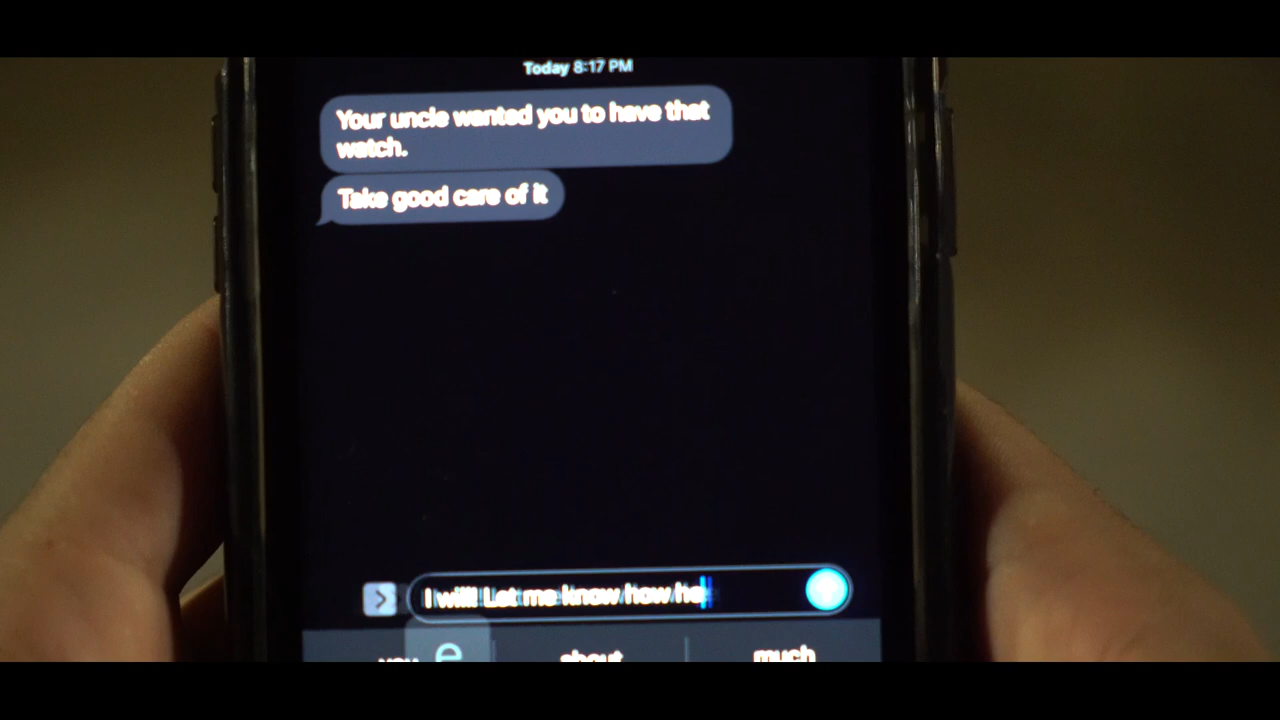 Today 8:17 PM
Your uncle wanted you to have that
watch.
Take good care of it
I will! Let me know how he
you e about much